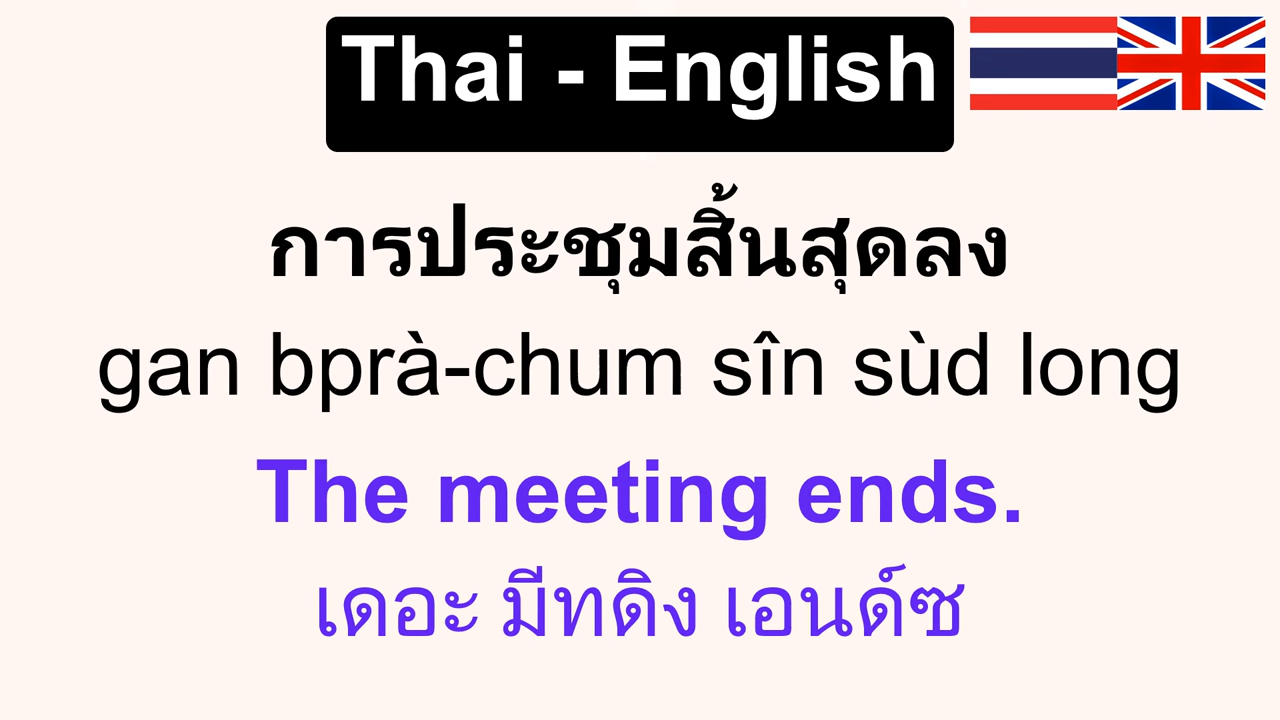 Thai - English
การประชุมสิ้นสุดลง
gan bprà-chum sîn sùd long
The meeting ends.
เดอะ มีทดิง เอนด์ซ